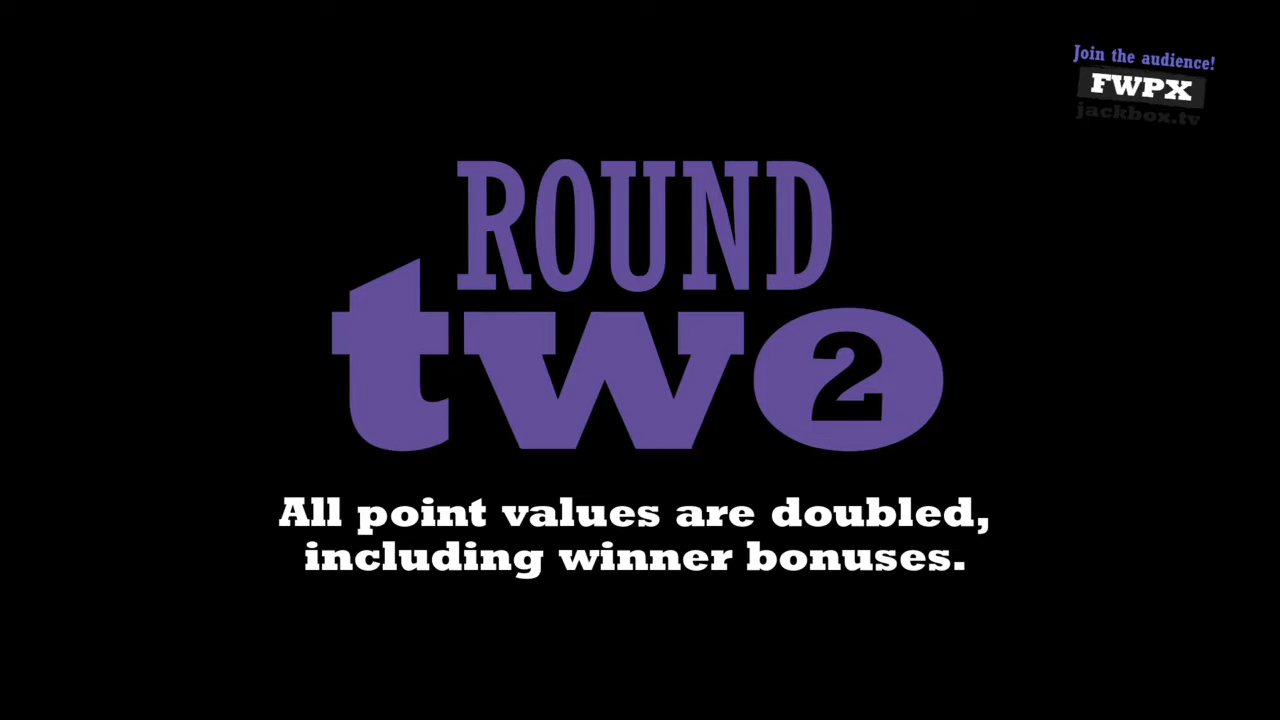 Join the audience!
FWPX
jackbox.tv
ROUND
two
2
All point values are doubled,
including winner bonuses.